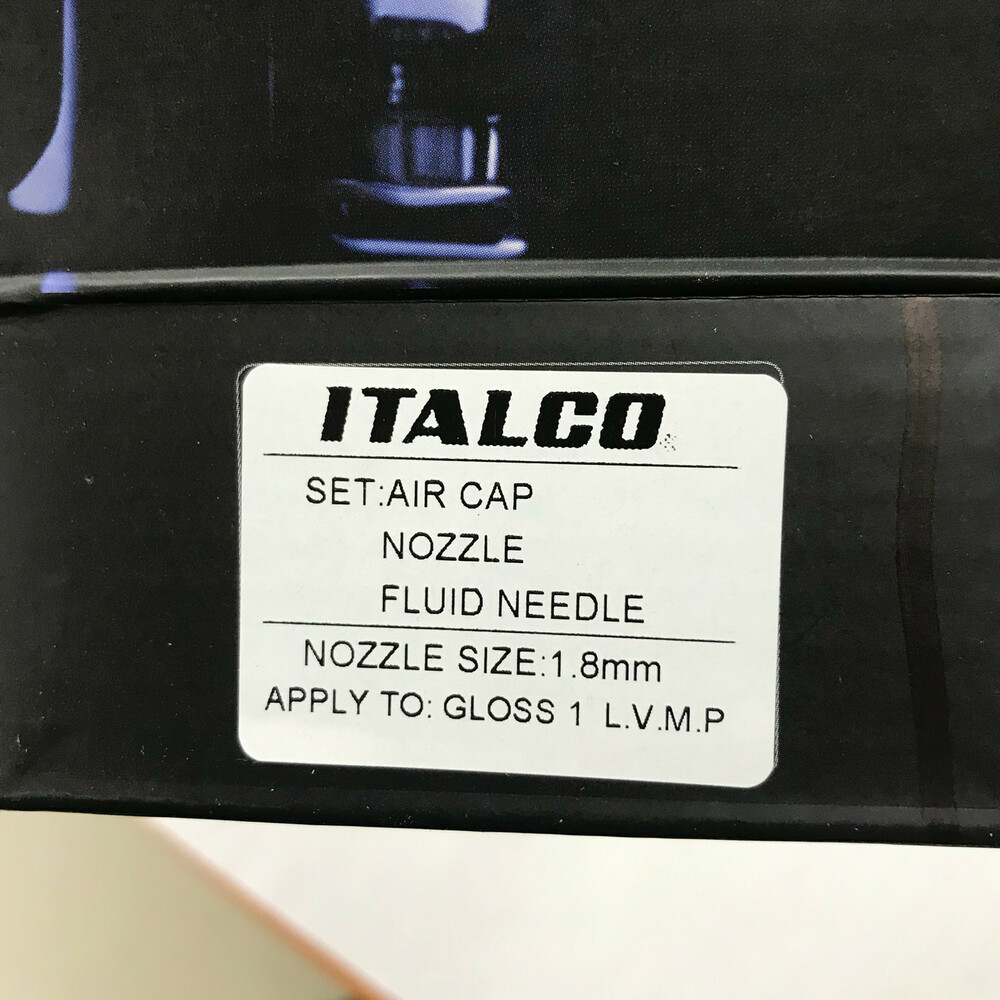 ITALCO
SET:AIR CAP
NOZZLE
FLUID NEEDLE
NOZZLE SIZE:1.8mm
APPLY TO: GLOSS 1 L.V.M.P